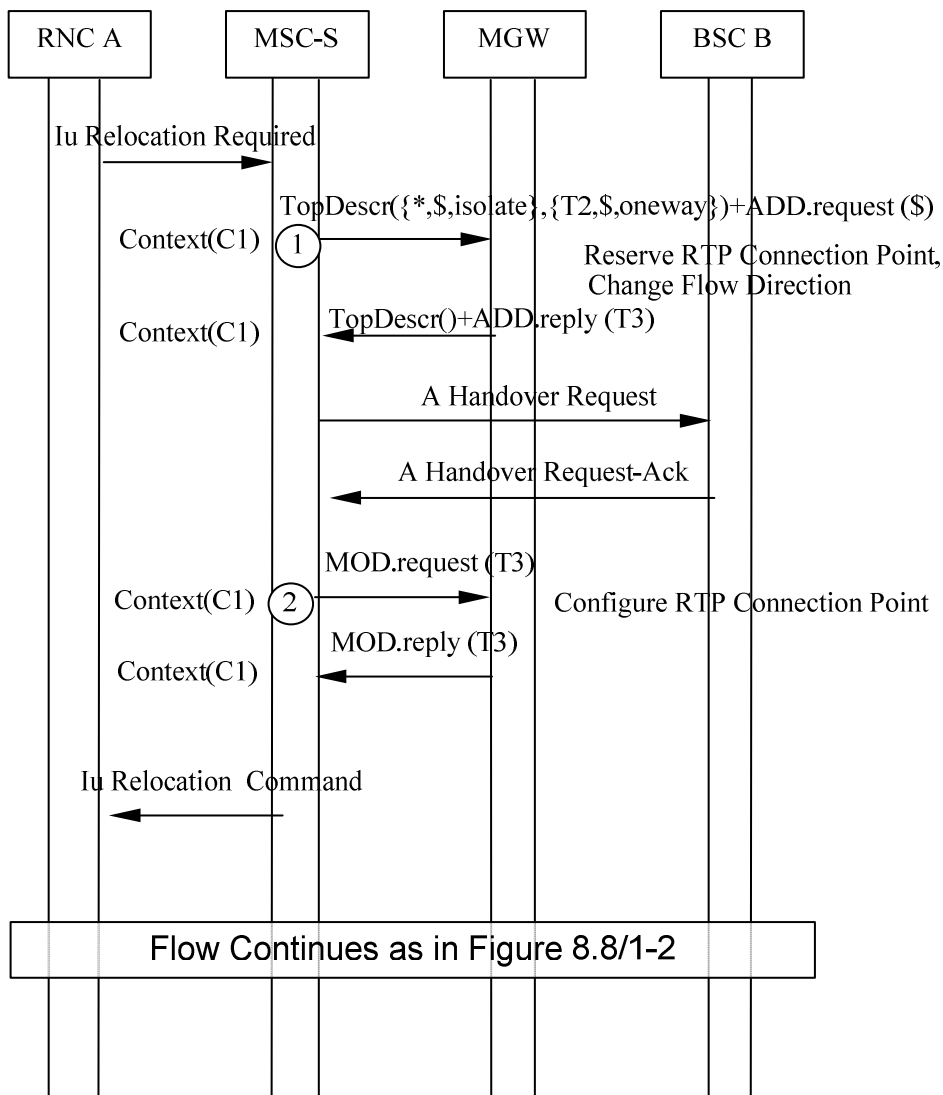 RNC A
MSC-S
MGW
BSC B
Iu Relocation Required
TopDescr({*,$,isolate},{T2,$,oneway})+ADD.request ($)
Context(C1)
1
Reserve RTP Connection Point,
Change Flow Direction
TopDescr()+ADD.reply (T3)
Context(C1)
A Handover Request
A Handover Request-Ack
MOD.request (T3)
Context(C1)
2
Configure RTP Connection Point
MOD.reply (T3)
Context(C1)
Iu Relocation Command
Flow Continues as in Figure 8.8/1-2